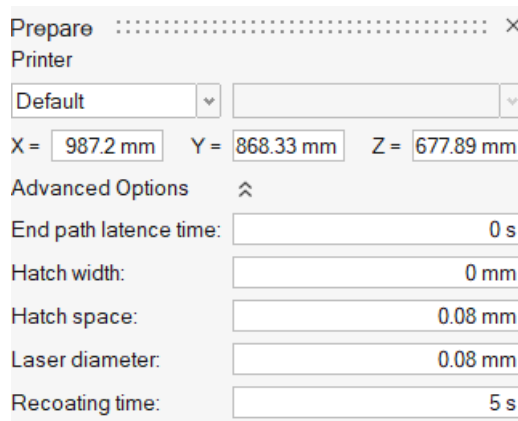 Prepare
Printer
Default
X = 987.2 mm Y = 868.33 mm Z = 677.89 mm
Advanced Options
End path latence time: 0 s
Hatch width: 0 mm
Hatch space: 0.08 mm
Laser diameter: 0.08 mm
Recoating time: 5 s